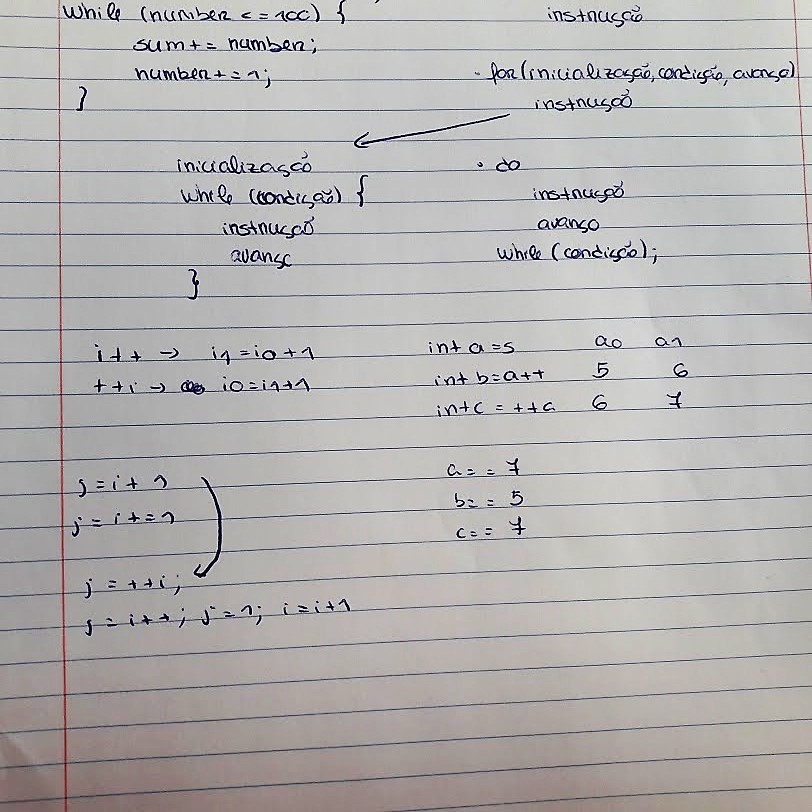 While (number <= 100) {
sum += number;
number += 1;
}
instrução
• for (inicialização, condição, avanço)
instrução
inicialização
While (condição) {
instrução
avanço
}
• do
instrução
avanço
While (condição);
i++ → i1 = i0 + 1
++i → i0 = i1 + 1
int a = 5 a0 a1
int b = a++ 5 6
int c = ++a 6 7
j = i + 1
j = i += 1
j = ++i;
j = i++; j = 1; i = i + 1
a == 7
b == 5
c == 7